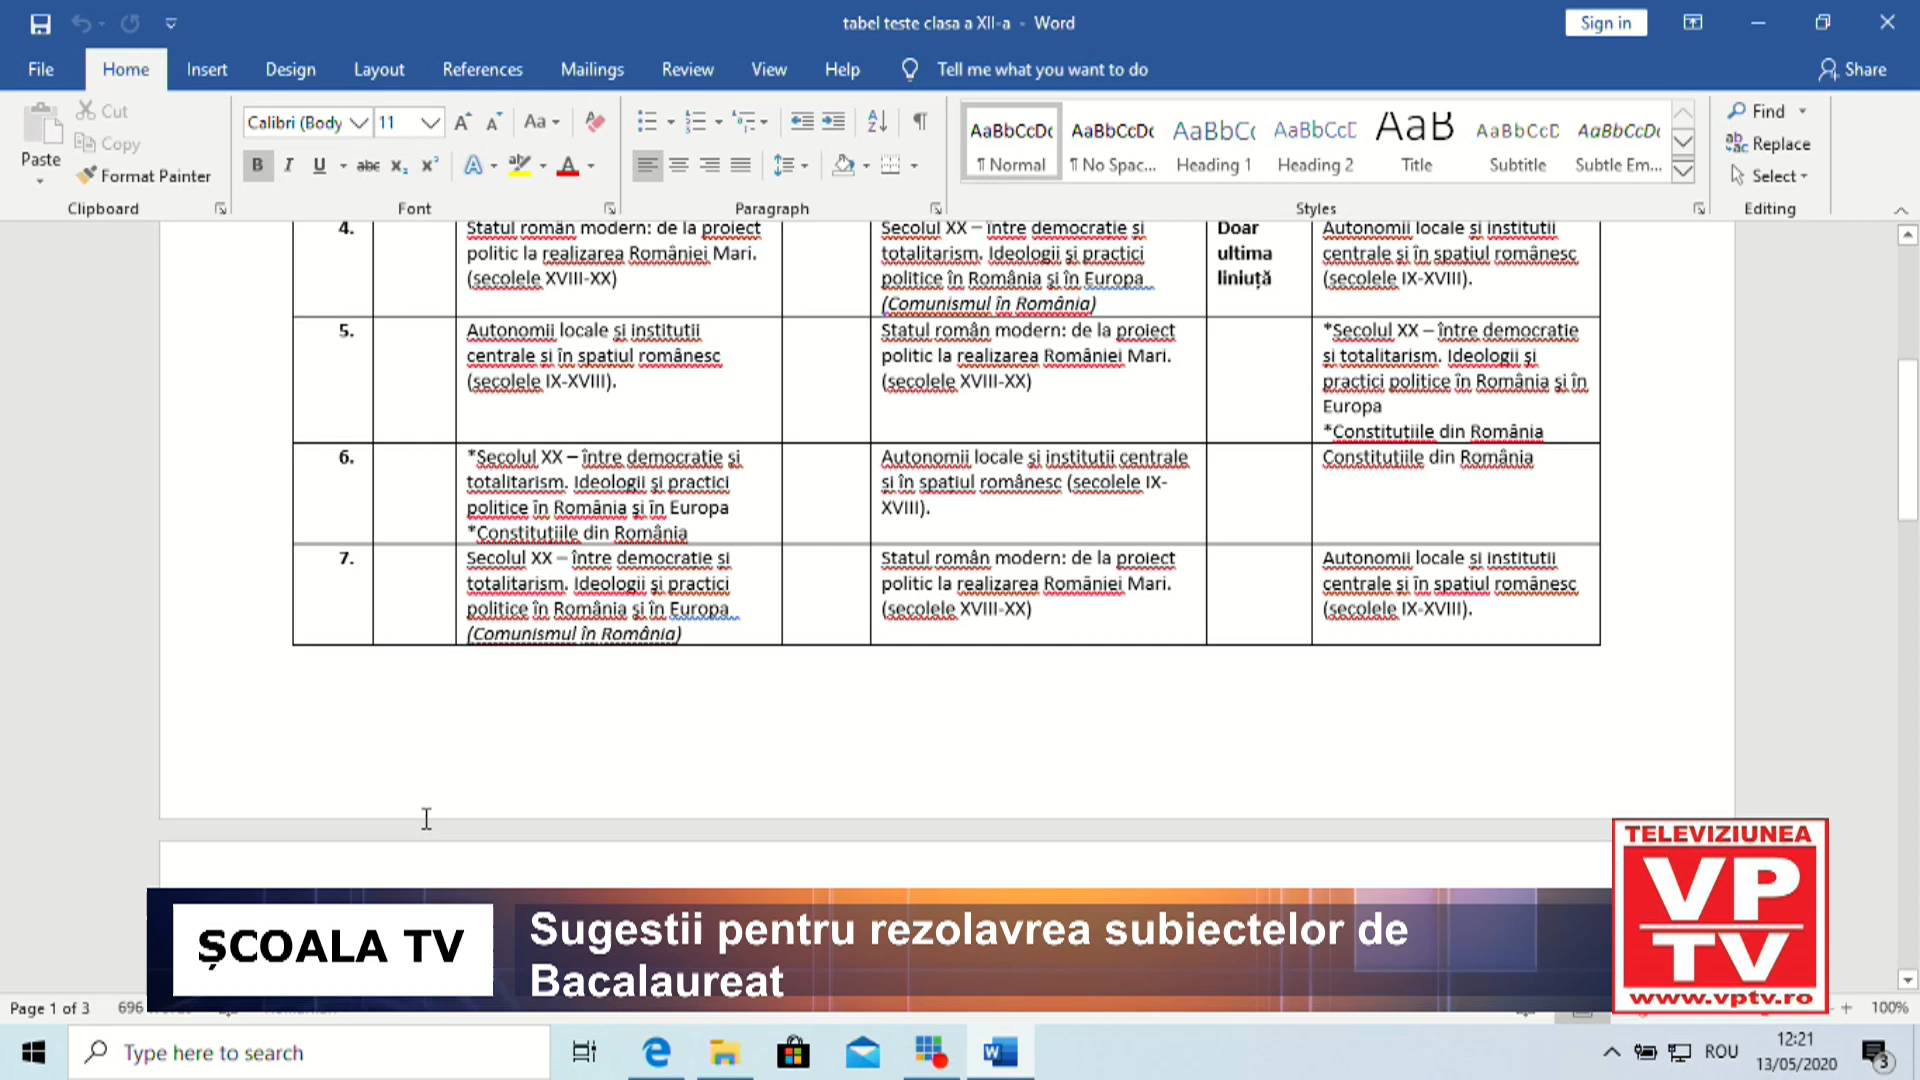 tabel teste clasa a XII-a - Word
Sign in
File Home Insert Design Layout References Mailings Review View Help Tell me what you want to do Share
Paste
Cut
Copy
Format Painter
Clipboard
Calibri (Body 11
Font
Paragraph
AaBbCcDc AaBbCcDc AaBbCc AaBbCcD AaB AaBbCcD AaBbCcDc
¶ Normal ¶ No Spac... Heading 1 Heading 2 Title Subtitle Subtle Em...
Styles
Find
Replace
Select
Editing
4.
Statul român modern: de la proiect
politic la realizarea României Mari.
(secolele XVIII-XX)
Secolul XX – între democrație și
totalitarism. Ideologii și practici
politice în România și în Europa
(Comunismul în România)
Doar
ultima
liniuță
Autonomii locale și instituții
centrale și în spațiul românesc
(secolele IX-XVIII).
5.
Autonomii locale și instituții
centrale și în spațiul românesc
(secolele IX-XVIII).
Statul român modern: de la proiect
politic la realizarea României Mari.
(secolele XVIII-XX)
*Secolul XX – între democrație
și totalitarism. Ideologii și
practici politice în România și în
Europa
*Constituțiile din România
6.
*Secolul XX – între democrație și
totalitarism. Ideologii și practici
politice în România și în Europa
*Constituțiile din România
Autonomii locale și instituții centrale
și în spațiul românesc (secolele IX-
XVIII).
Constituțiile din România
7.
Secolul XX – între democrație și
totalitarism. Ideologii și practici
politice în România și în Europa
(Comunismul în România)
Statul român modern: de la proiect
politic la realizarea României Mari.
(secolele XVIII-XX)
Autonomii locale și instituții
centrale și în spațiul românesc
(secolele IX-XVIII).
ȘCOALA TV
Sugestii pentru rezolavrea subiectelor de
Bacalaureat
TELEVIZIUNEA
VP
TV
www.vptv.ro
Page 1 of 3 696
100%
Type here to search
ROU
12:21
13/05/2020
3